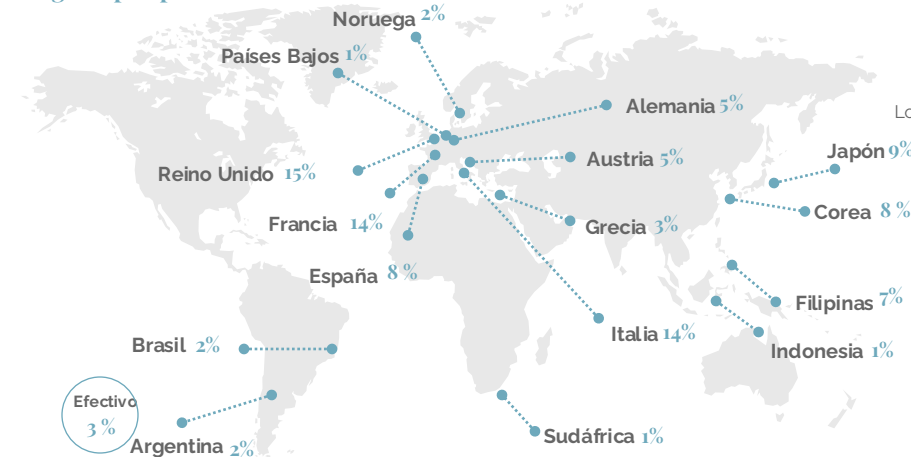 Noruega 2%
Países Bajos 1%
Alemania 5%
Lo
Japón 9%
Austria 5%
Reino Unido 15%
Corea 8 %
Francia 14%
Grecia 3%
España 8 %
Filipinas 7%
Italia 14%
Brasil 2%
Indonesia 1%
Efectivo
3 %
Sudáfrica 1%
Argentina 2%